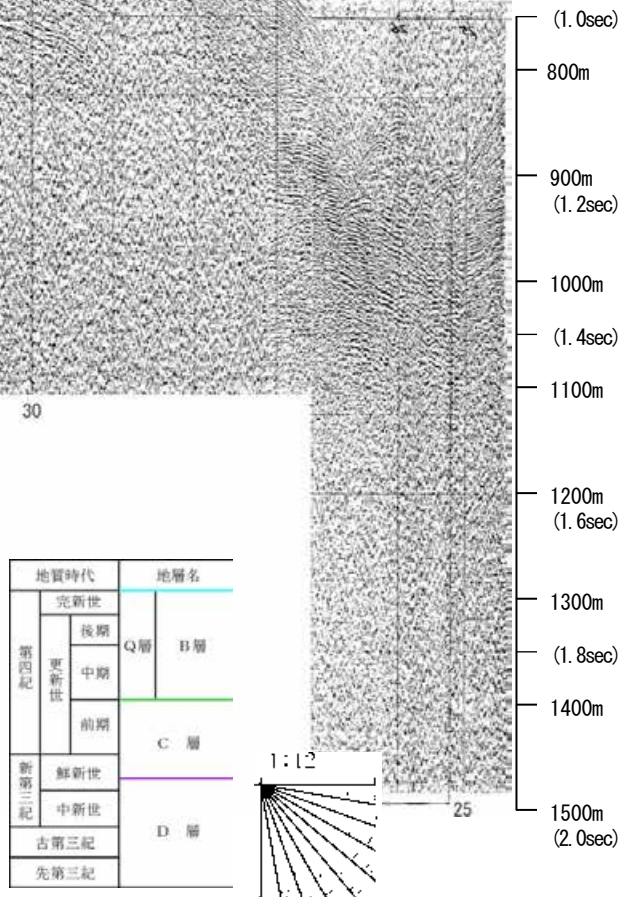 (1.0sec)
800m
900m
(1.2sec)
1000m
(1.4sec)
1100m
30
1200m
(1.6sec)
1300m
(1.8sec)
1400m
25
1500m
(2.0sec)
地質時代 地層名
第四紀 完新世 Q層 B層
更新世 後期
中期
前期 C 層
新第三紀 鮮新世
中新世 D 層
古第三紀
先第三紀
1:12